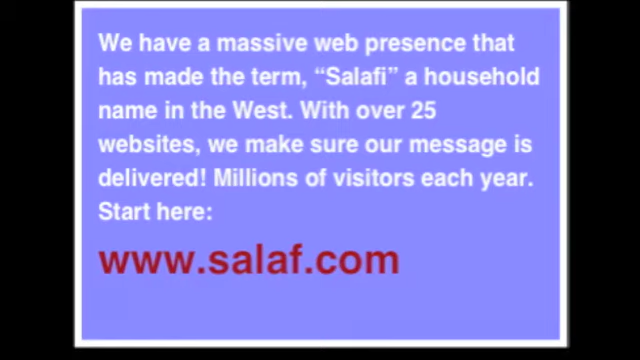 We have a massive web presence that
has made the term, “Salafi” a household
name in the West. With over 25
websites, we make sure our message is
delivered! Millions of visitors each year.
Start here:
www.salaf.com